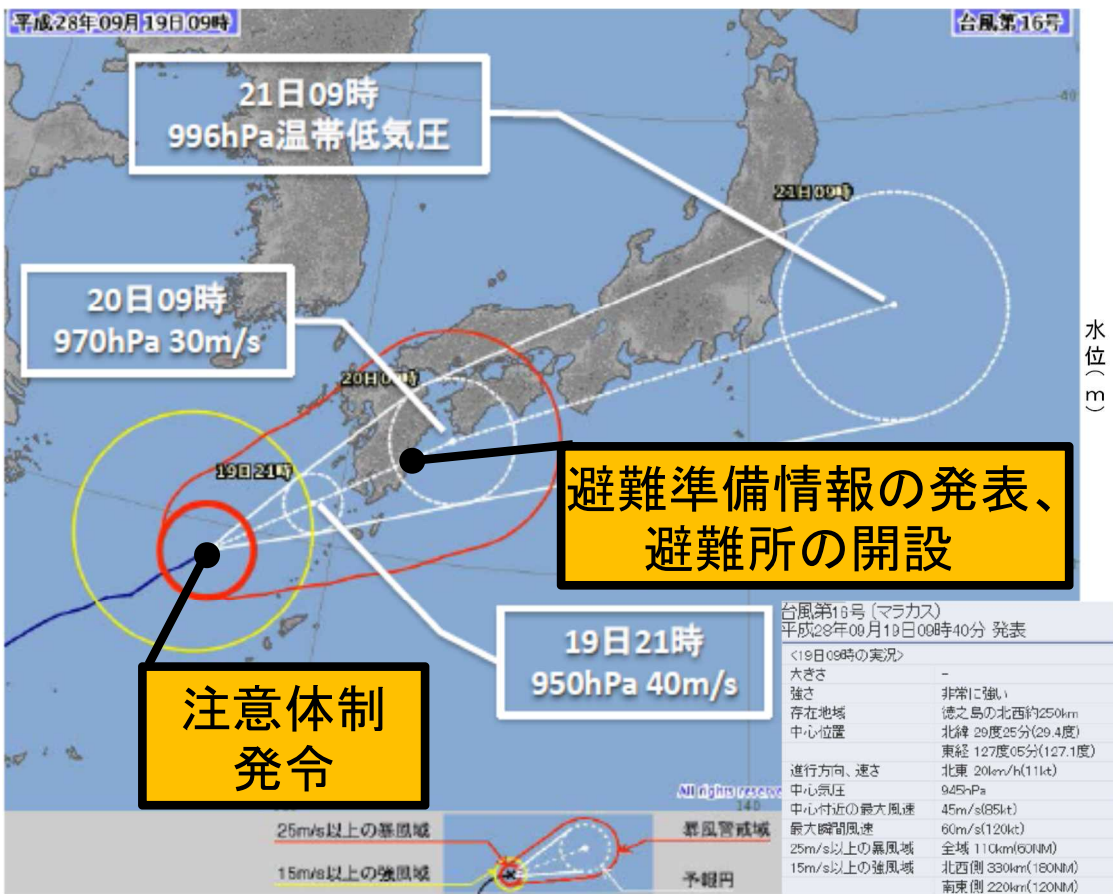 平成28年09月19日09時
台風第16号
21日09時
996hPa温帯低気圧
40
21日09時
20日09時
970hPa 30m/s
水位(m)
20日09時
19日21時
避難準備情報の発表、
避難所の開設
19日21時
950hPa 40m/s
注意体制
発令
台風第16号 (マラカス)
平成28年09月19日09時40分 発表
<19日09時の実況>
大きさ -
強さ 非常に強い
存在地域 徳之島の北西約250km
中心位置 北緯 29度25分(29.4度)
東経 127度05分(127.1度)
進行方向、速さ 北東 20km/h(11kt)
中心気圧 945hPa
中心付近の最大風速 45m/s(85kt)
最大瞬間風速 60m/s(120kt)
25m/s以上の暴風域 全域 110km(60NM)
15m/s以上の強風域 北西側 330km(180NM)
南東側 220km(120NM)
All rights reserve
140
25m/s以上の暴風域
暴風警戒域
15m/s以上の強風域
予報円